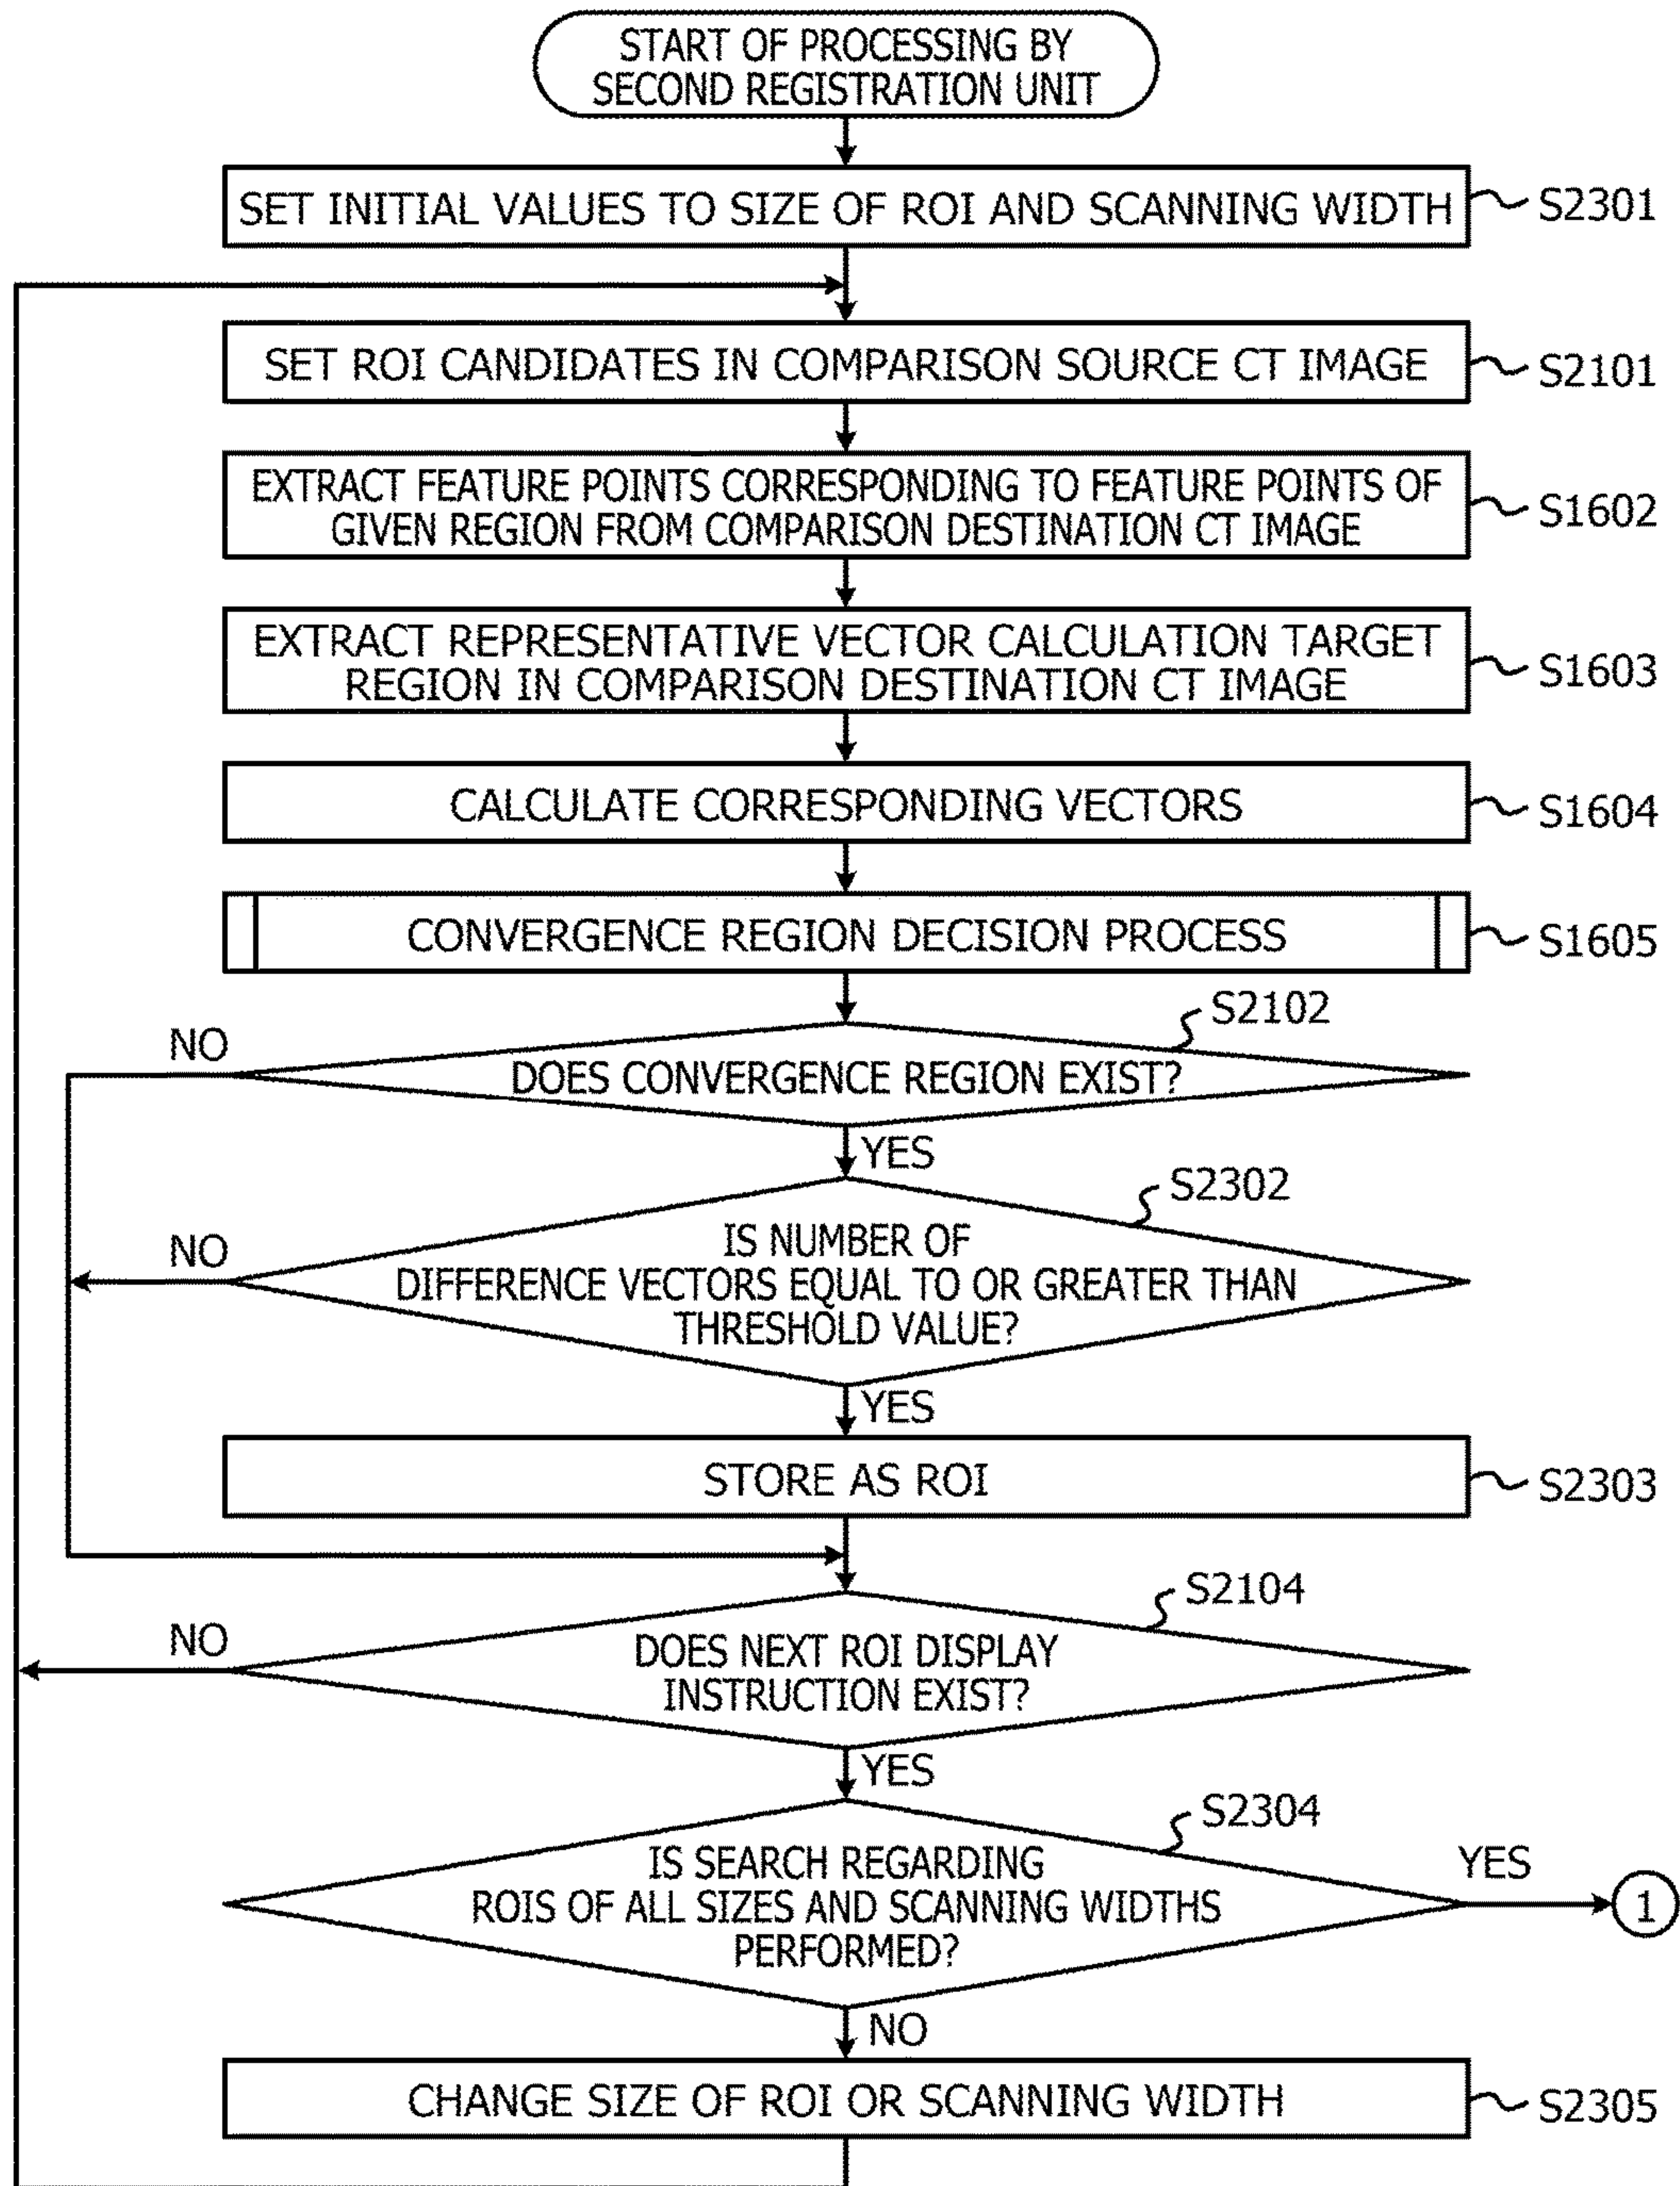 START OF PROCESSING BY
SECOND REGISTRATION UNIT
SET INITIAL VALUES TO SIZE OF ROI AND SCANNING WIDTH
S2301
SET ROI CANDIDATES IN COMPARISON SOURCE CT IMAGE
S2101
EXTRACT FEATURE POINTS CORRESPONDING TO FEATURE POINTS OF
GIVEN REGION FROM COMPARISON DESTINATION CT IMAGE
S1602
EXTRACT REPRESENTATIVE VECTOR CALCULATION TARGET
REGION IN COMPARISON DESTINATION CT IMAGE
S1603
CALCULATE CORRESPONDING VECTORS
S1604
CONVERGENCE REGION DECISION PROCESS
S1605
S2102
NO
DOES CONVERGENCE REGION EXIST?
YES
S2302
NO
IS NUMBER OF
DIFFERENCE VECTORS EQUAL TO OR GREATER THAN
THRESHOLD VALUE?
YES
STORE AS ROI
S2303
S2104
NO
DOES NEXT ROI DISPLAY
INSTRUCTION EXIST?
YES
S2304
IS SEARCH REGARDING
ROIS OF ALL SIZES AND SCANNING WIDTHS
PERFORMED?
YES
1
NO
CHANGE SIZE OF ROI OR SCANNING WIDTH
S2305